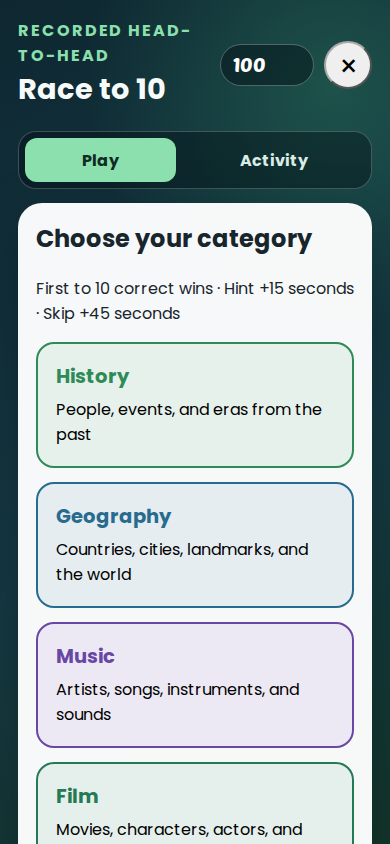 RECORDED HEAD-
TO-HEAD
Race to 10
100
×
Play
Activity
Choose your category
First to 10 correct wins · Hint +15 seconds
· Skip +45 seconds
History
People, events, and eras from the
past
Geography
Countries, cities, landmarks, and
the world
Music
Artists, songs, instruments, and
sounds
Film
Movies, characters, actors, and